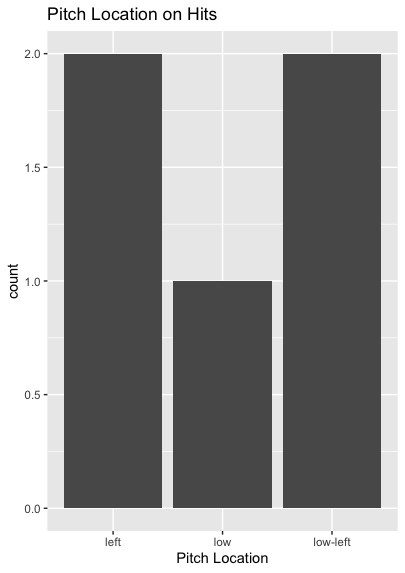 Pitch Location on Hits
2.0
1.5
1.0
0.5
0.0
count
left low low-left
Pitch Location